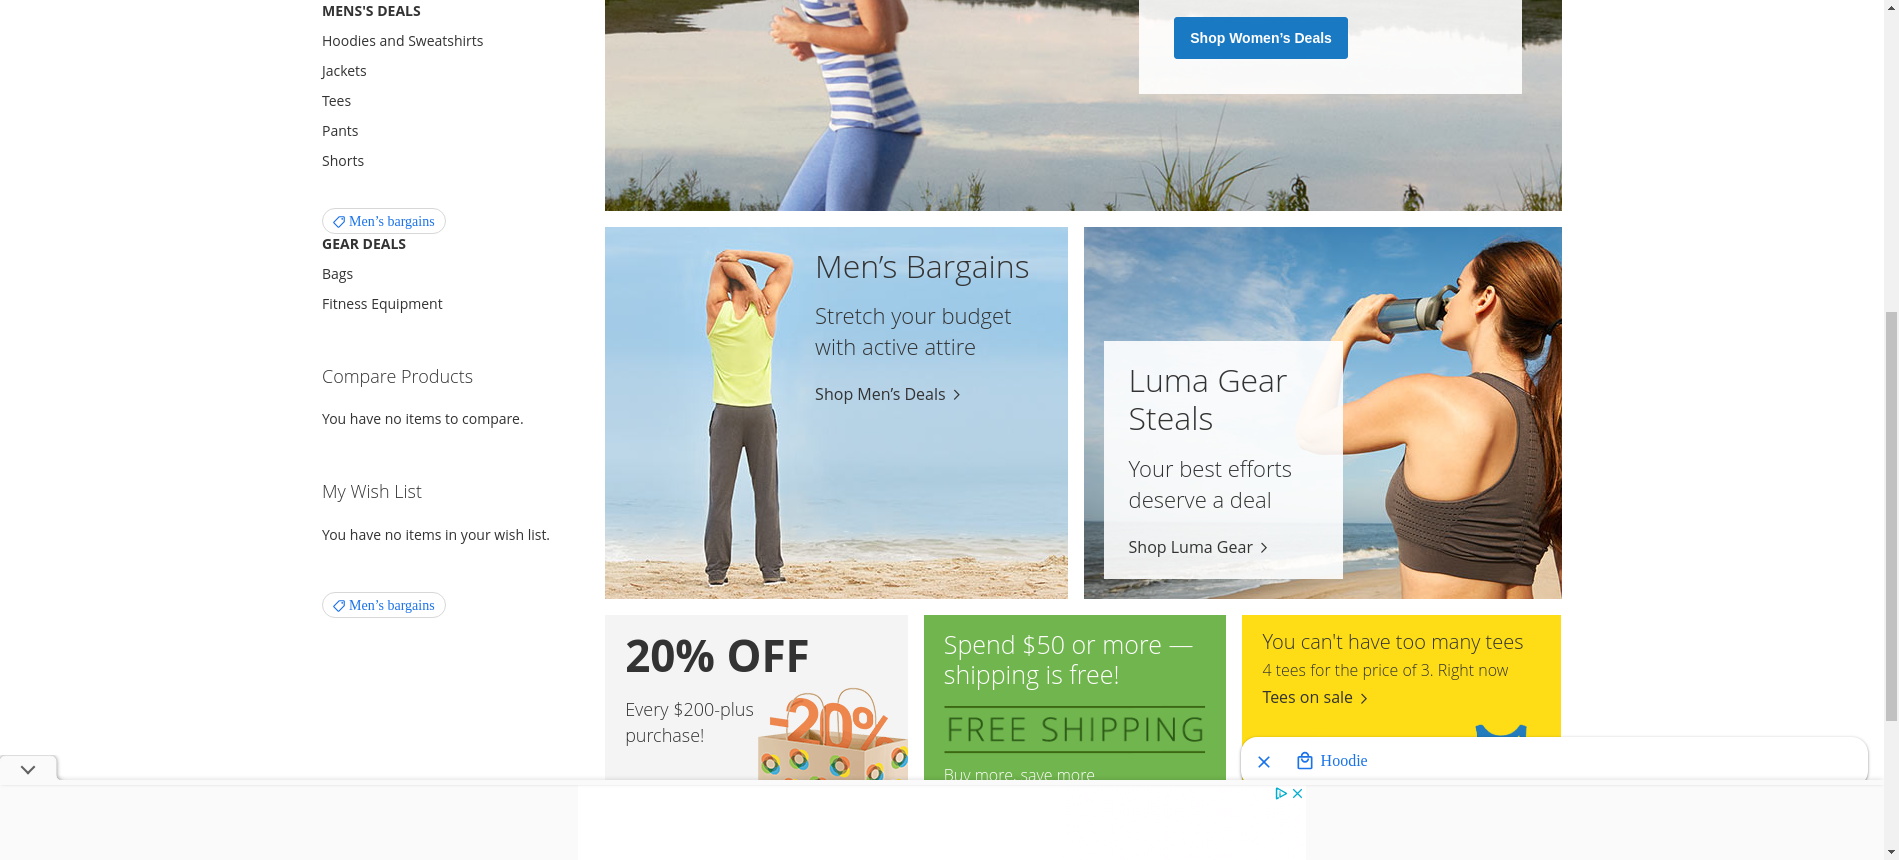 MENS'S DEALS
Hoodies and Sweatshirts
Jackets
Tees
Pants
Shorts
Men’s bargains
GEAR DEALS
Bags
Fitness Equipment
Compare Products
You have no items to compare.
My Wish List
You have no items in your wish list.
Men’s bargains
Shop Women’s Deals
Men’s Bargains
Stretch your budget
with active attire
Shop Men’s Deals
Luma Gear
Steals
Your best efforts
deserve a deal
Shop Luma Gear
20% OFF
Every $200-plus
purchase!
-20%
Spend $50 or more —
shipping is free!
FREE SHIPPING
Buy more, save more
You can't have too many tees
4 tees for the price of 3. Right now
Tees on sale
Hoodie